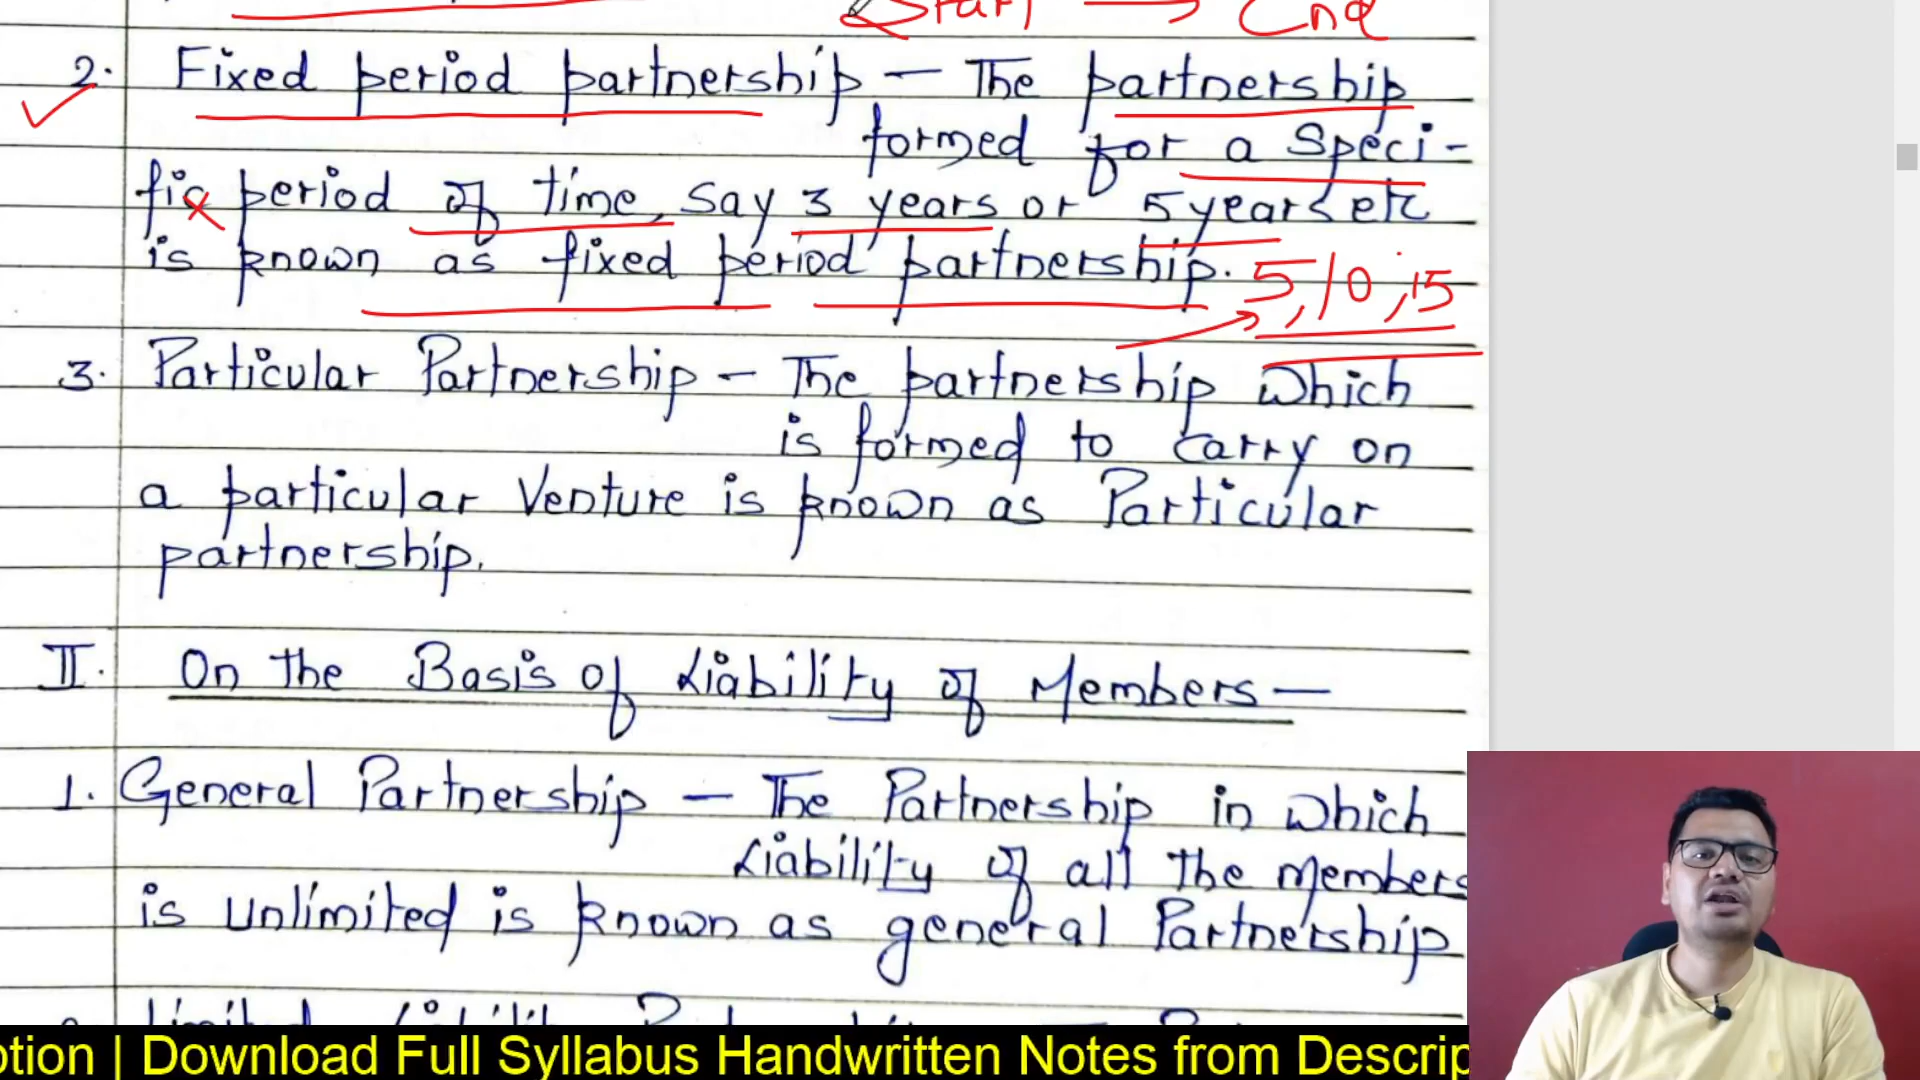 Start → End
2. Fixed period partnership – The partnership
formed for a Speci-
fic period of time, say 3 years or 5 years etc
is known as fixed period partnership. 5, 10, 15
3. Particular Partnership – The partnership which
is formed to carry on
a particular Venture is known as Particular
partnership.
II. On the Basis of Liability of Members –
1. General Partnership – The Partnership in which
Liability of all the members
is unlimited is known as general Partnership
ption | Download Full Syllabus Handwritten Notes from Descrip